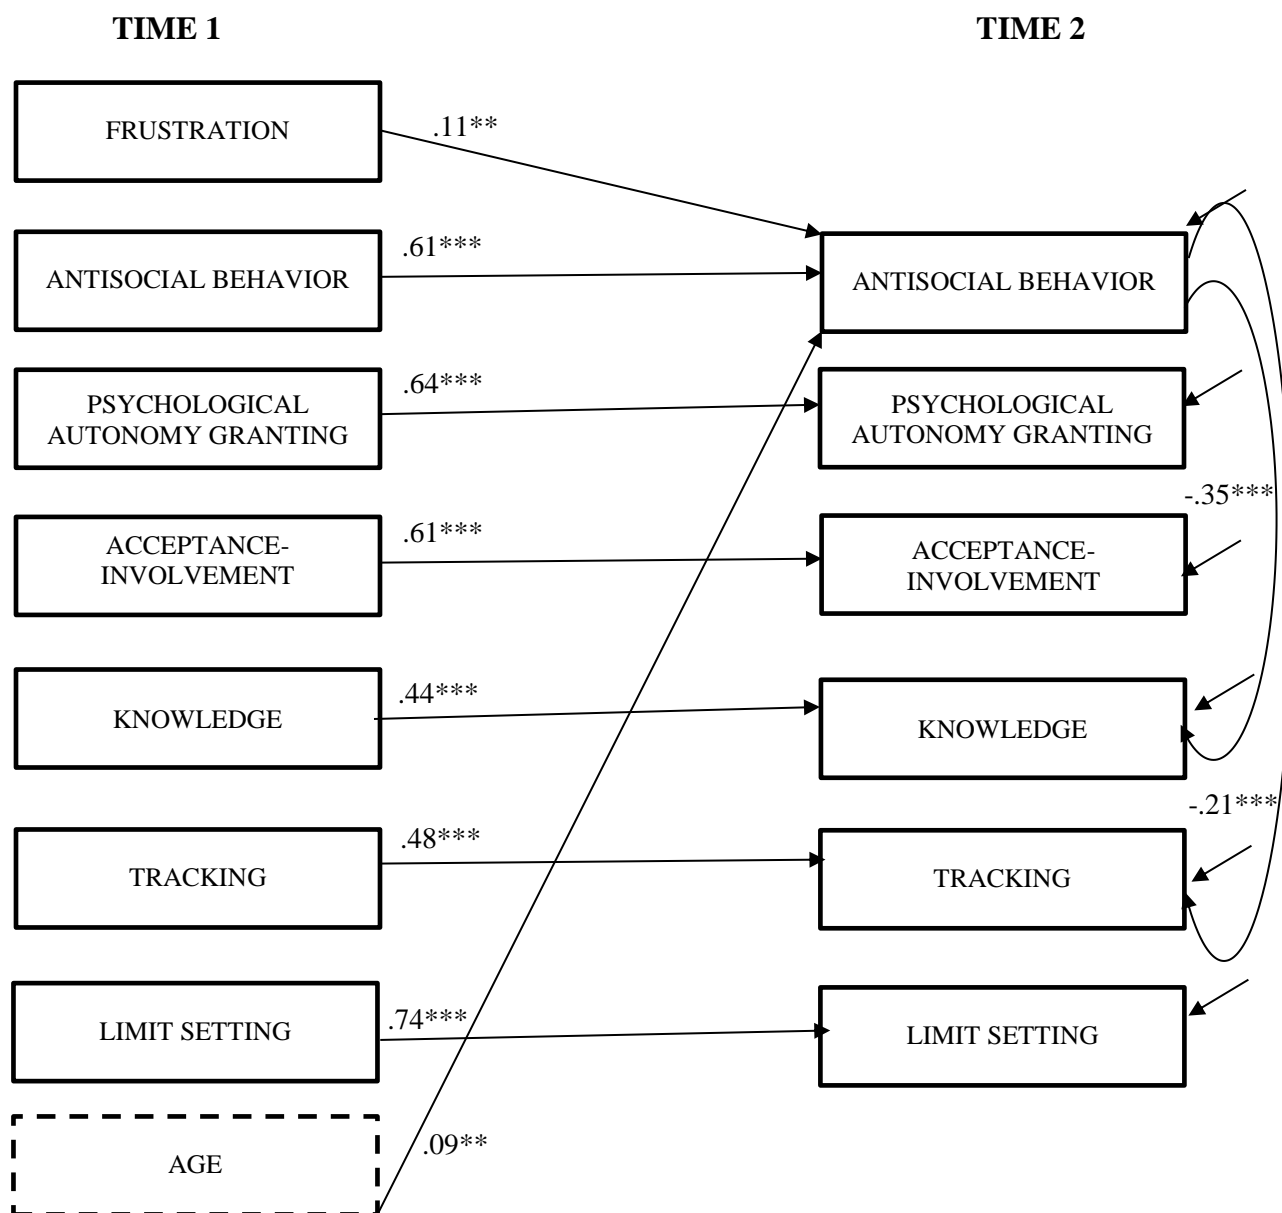 TIME 1
TIME 2
FRUSTRATION
.11**
ANTISOCIAL BEHAVIOR
.61***
ANTISOCIAL BEHAVIOR
PSYCHOLOGICAL
AUTONOMY GRANTING
.64***
PSYCHOLOGICAL
AUTONOMY GRANTING
-.35***
ACCEPTANCE-
INVOLVEMENT
.61***
ACCEPTANCE-
INVOLVEMENT
KNOWLEDGE
.44***
KNOWLEDGE
-.21***
TRACKING
.48***
TRACKING
LIMIT SETTING
.74***
LIMIT SETTING
AGE
.09**